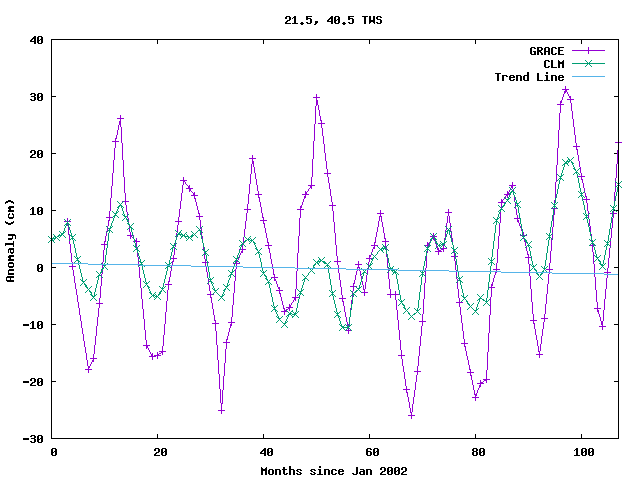 21.5, 40.5 TWS
GRACE
CLM
Trend Line
40
30
20
10
0
-10
-20
-30
Anomaly (cm)
0 20 40 60 80 100
Months since Jan 2002